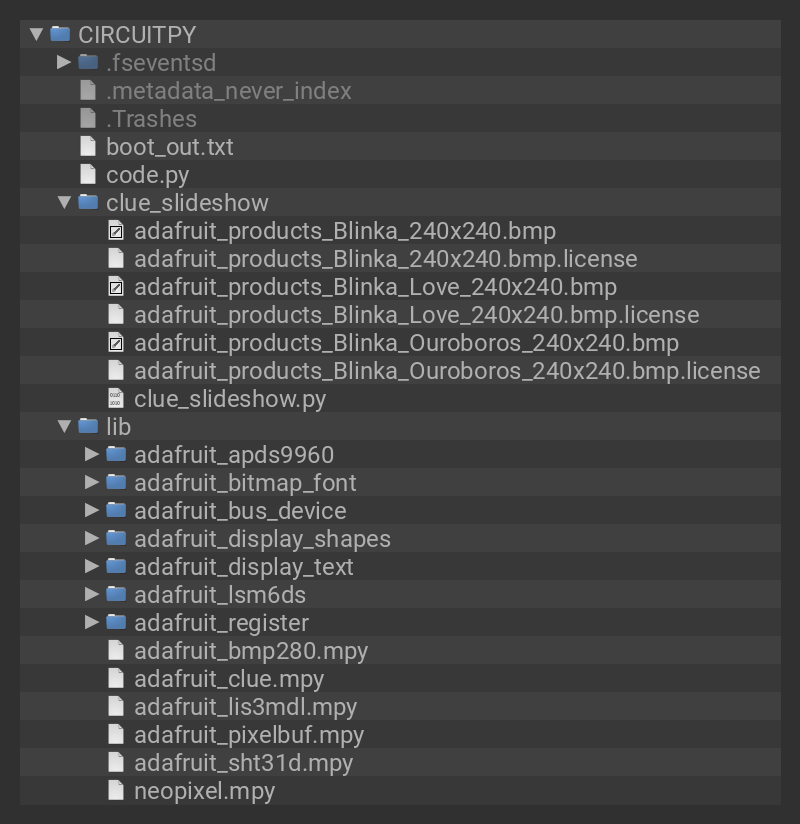 CIRCUITPY
.fseventsd
.metadata_never_index
.Trashes
boot_out.txt
code.py
clue_slideshow
adafruit_products_Blinka_240x240.bmp
adafruit_products_Blinka_240x240.bmp.license
adafruit_products_Blinka_Love_240x240.bmp
adafruit_products_Blinka_Love_240x240.bmp.license
adafruit_products_Blinka_Ouroboros_240x240.bmp
adafruit_products_Blinka_Ouroboros_240x240.bmp.license
clue_slideshow.py
lib
adafruit_apds9960
adafruit_bitmap_font
adafruit_bus_device
adafruit_display_shapes
adafruit_display_text
adafruit_lsm6ds
adafruit_register
adafruit_bmp280.mpy
adafruit_clue.mpy
adafruit_lis3mdl.mpy
adafruit_pixelbuf.mpy
adafruit_sht31d.mpy
neopixel.mpy